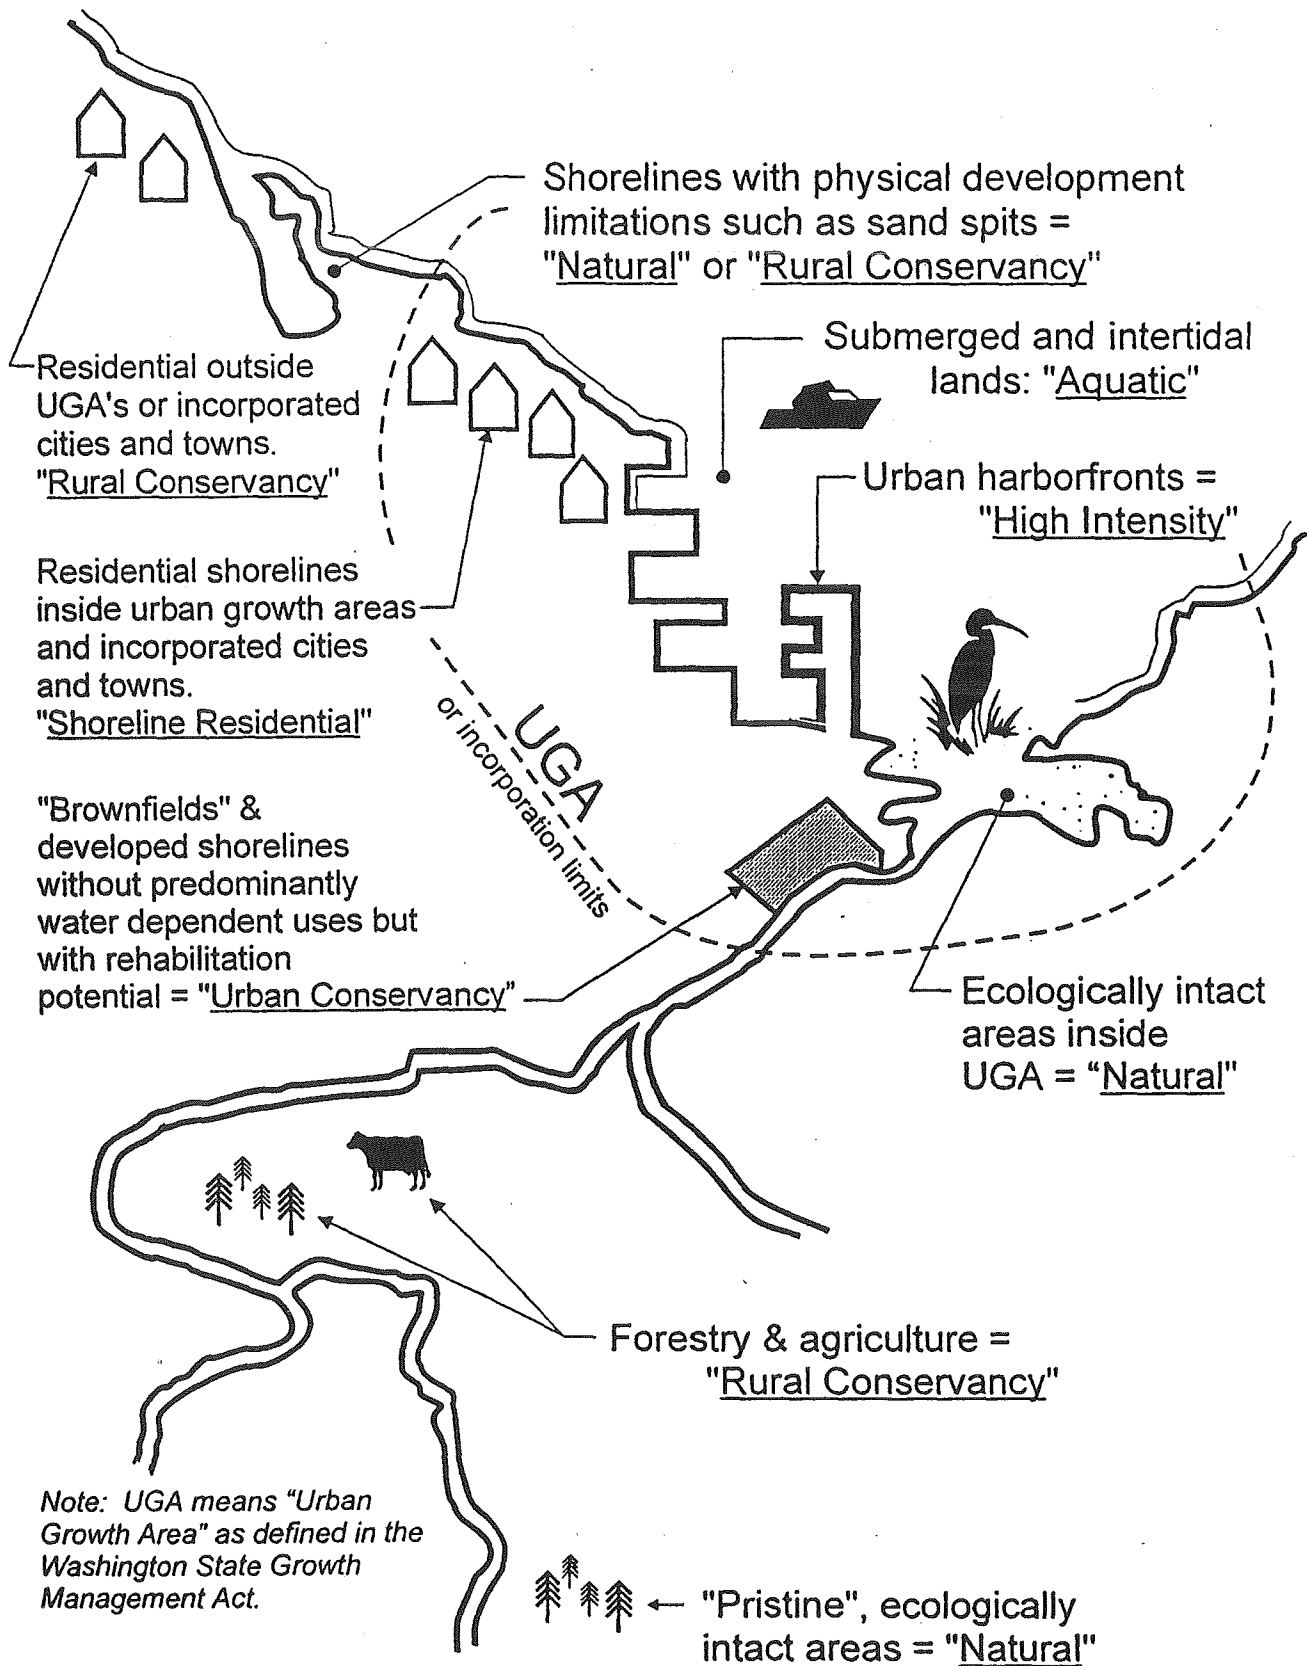 Shorelines with physical development
limitations such as sand spits =
"Natural" or "Rural Conservancy"
Submerged and intertidal
lands: "Aquatic"
Residential outside
UGA's or incorporated
cities and towns.
"Rural Conservancy"
Urban harborfronts =
"High Intensity"
Residential shorelines
inside urban growth areas
and incorporated cities
and towns.
"Shoreline Residential"
UGA
or incorporation limits
"Brownfields" &
developed shorelines
without predominantly
water dependent uses but
with rehabilitation
potential = "Urban Conservancy”
Ecologically intact
areas inside
UGA = “Natural"
Forestry & agriculture =
"Rural Conservancy"
Note: UGA means “Urban
Growth Area" as defined in the
Washington State Growth
Management Act.
"Pristine", ecologically
intact areas = "Natural"